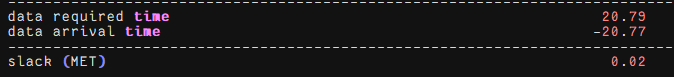 data required time 20.79
data arrival time -20.77
slack (MET) 0.02